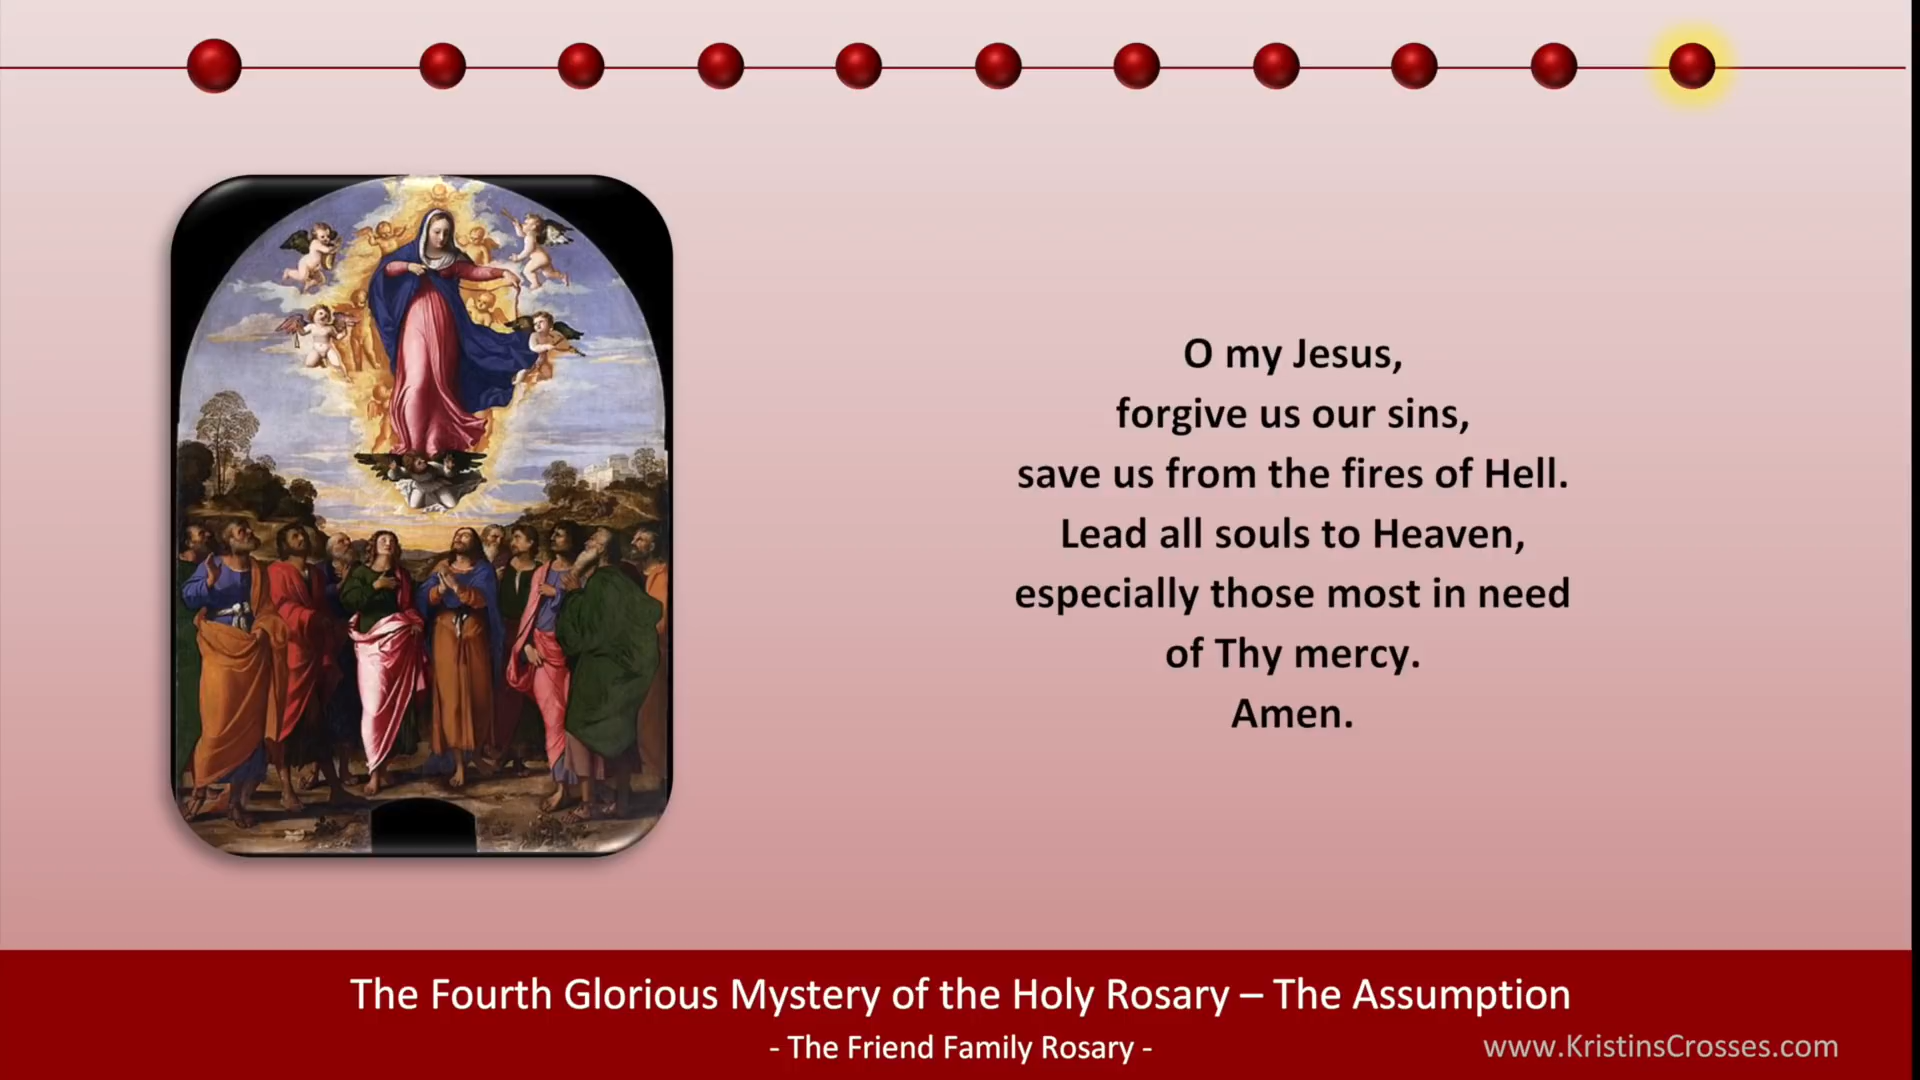 O my Jesus,
forgive us our sins,
save us from the fires of Hell.
Lead all souls to Heaven,
especially those most in need
of Thy mercy.
Amen.
The Fourth Glorious Mystery of the Holy Rosary – The Assumption
- The Friend Family Rosary -
www.KristinsCrosses.com